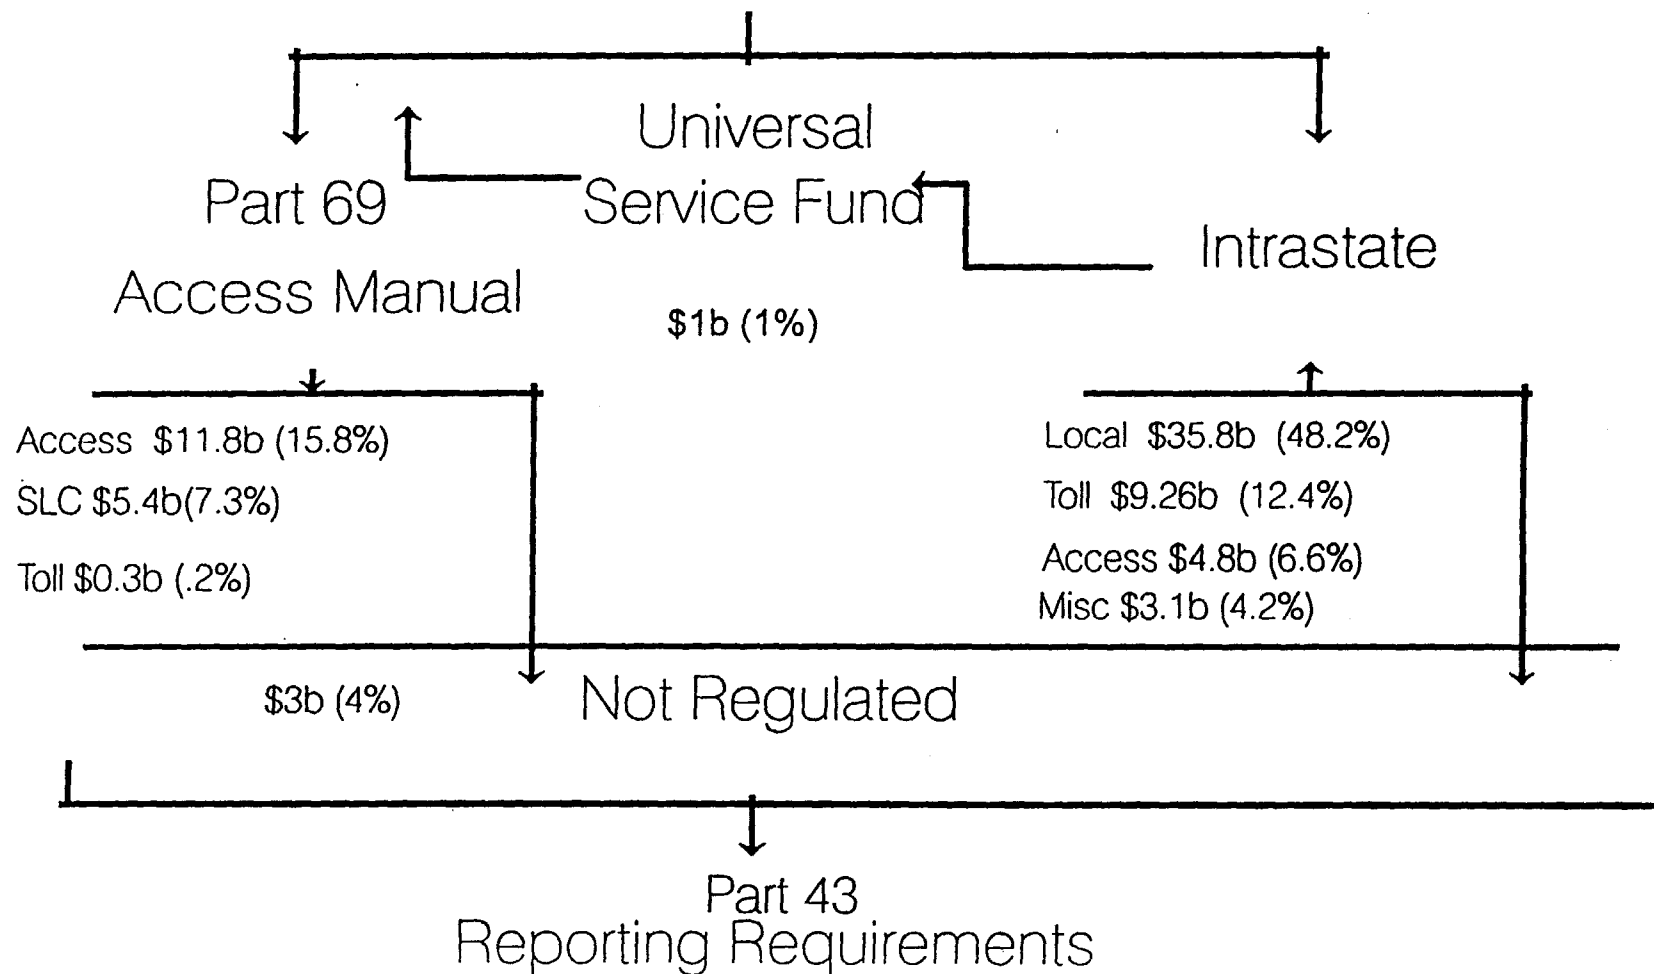 Universal
Service Fund
Part 69
Access Manual
$1b (1%)
Intrastate
Access $11.8b (15.8%)
SLC $5.4b(7.3%)
Toll $0.3b (.2%)
Local $35.8b (48.2%)
Toll $9.26b (12.4%)
Access $4.8b (6.6%)
Misc $3.1b (4.2%)
$3b (4%)
Not Regulated
Part 43
Reporting Requirements